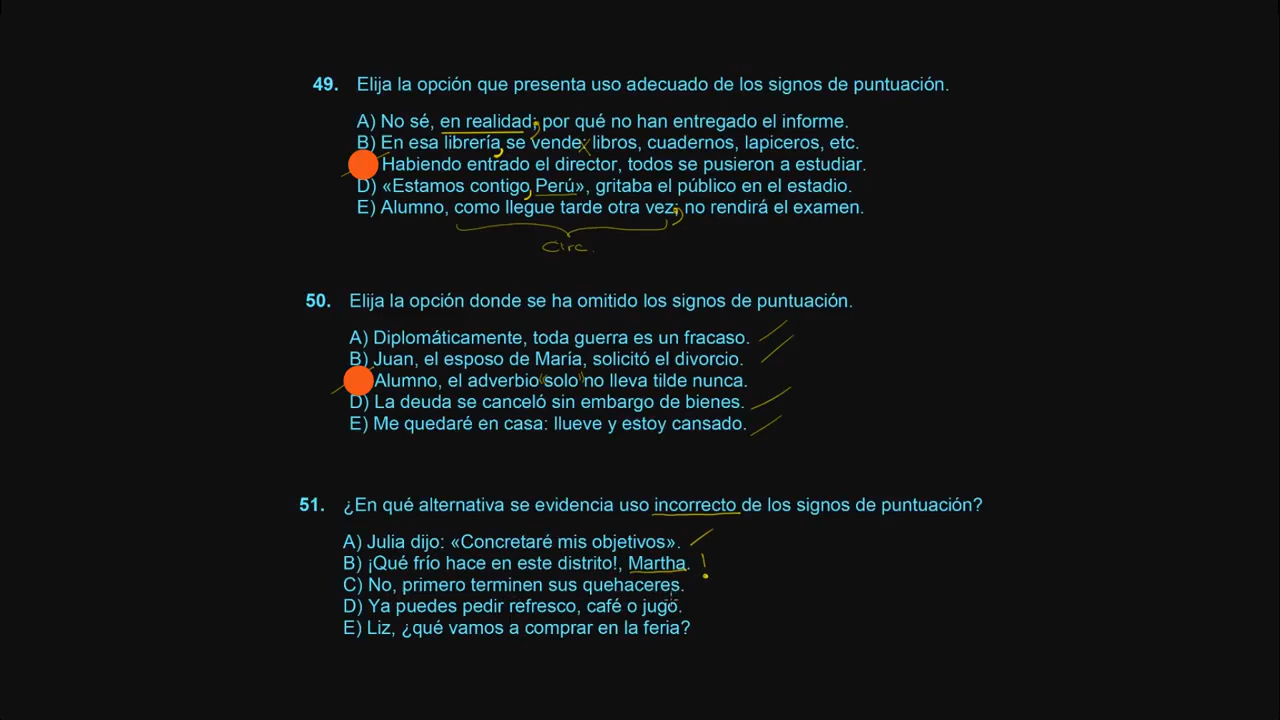 49. Elija la opción que presenta uso adecuado de los signos de puntuación.
A) No sé, en realidad; por qué no han entregado el informe.
B) En esa librería, se vende: libros, cuadernos, lapiceros, etc.
Habiendo entrado el director, todos se pusieron a estudiar.
D) «Estamos contigo, Perú», gritaba el público en el estadio.
E) Alumno, como llegue tarde otra vez; no rendirá el examen.
Circ.
50. Elija la opción donde se ha omitido los signos de puntuación.
A) Diplomáticamente, toda guerra es un fracaso.
B) Juan, el esposo de María, solicitó el divorcio.
Alumno, el adverbio "solo" no lleva tilde nunca.
D) La deuda se canceló sin embargo de bienes.
E) Me quedaré en casa: llueve y estoy cansado.
51. ¿En qué alternativa se evidencia uso incorrecto de los signos de puntuación?
A) Julia dijo: «Concretaré mis objetivos».
B) ¡Qué frío hace en este distrito!, Martha. !
C) No, primero terminen sus quehaceres.
D) Ya puedes pedir refresco, café o jugo.
E) Liz, ¿qué vamos a comprar en la feria?